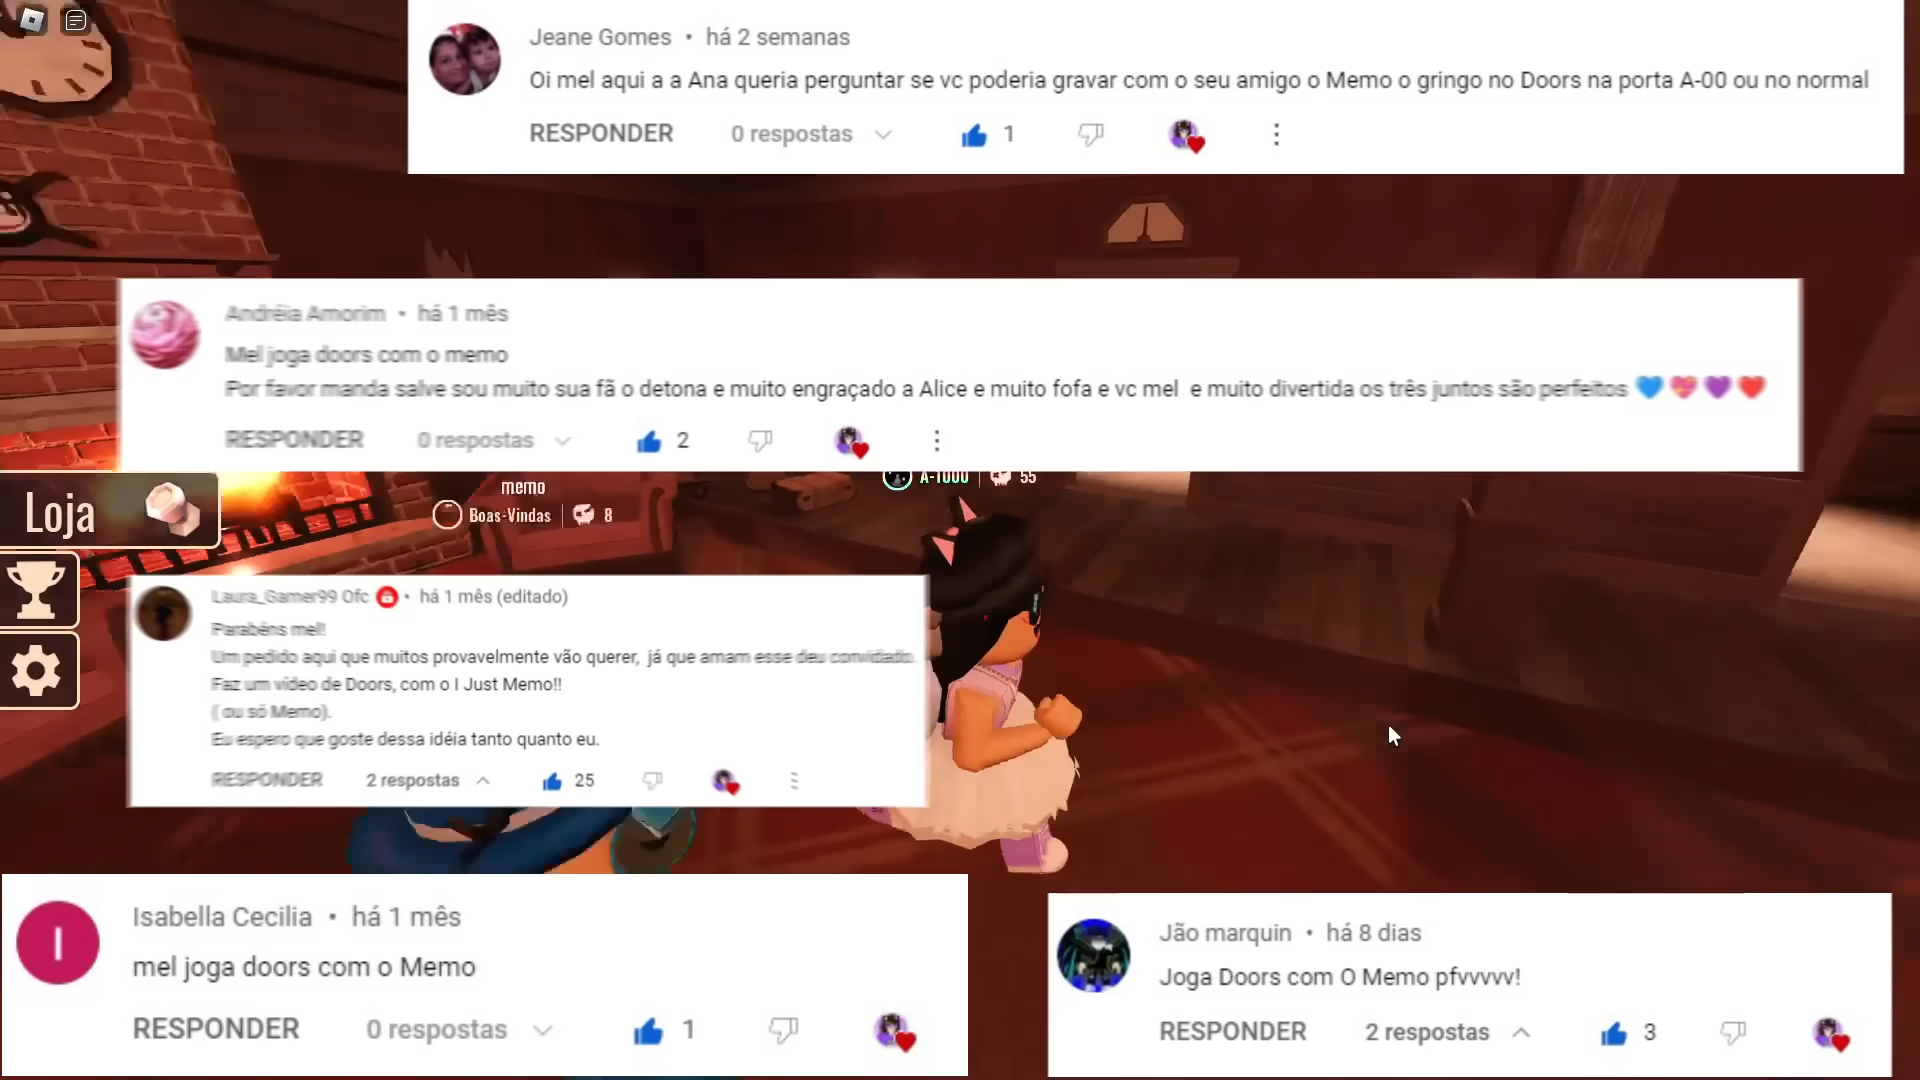 Jeane Gomes • há 2 semanas
Oi mel aqui a a Ana queria perguntar se vc poderia gravar com o seu amigo o Memo o gringo no Doors na porta A-00 ou no normal
RESPONDER 0 respostas 1
Andréia Amorim • há 1 mês
Mel joga doors com o memo
Por favor manda salve sou muito sua fã o detona e muito engraçado a Alice e muito fofa e vc mel e muito divertida os três juntos são perfeitos 💙 💝 💜 ❤️
RESPONDER 0 respostas 2
A-1000 55
memo
Boas-Vindas 8
Loja
Laura_Gamer99 Ofc • há 1 mês (editado)
Parabéns mel!
Um pedido aqui que muitos provavelmente vão querer, já que amam esse deu convidado.
Faz um vídeo de Doors, com o I Just Memo!!
( ou só Memo).
Eu espero que goste dessa idéia tanto quanto eu.
RESPONDER 2 respostas 25
Isabella Cecilia • há 1 mês
mel joga doors com o Memo
RESPONDER 0 respostas 1
I
Jão marquin • há 8 dias
Joga Doors com O Memo pfvvvvv!
RESPONDER 2 respostas 3